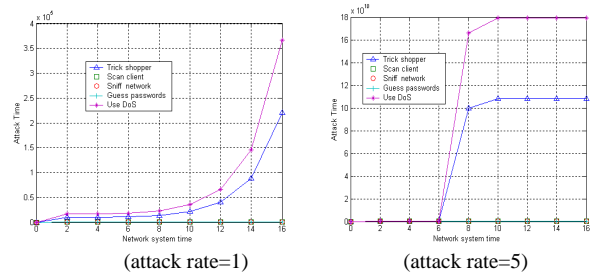 x 10^6
4
3.5
3
2.5
2
1.5
1
0.5
0
Attack Time
Trick shopper
Scan client
Sniff network
Guess passwords
Use DoS
0 2 4 6 8 10 12 14 16
Network system time
(attack rate=1)
x 10^18
18
16
14
12
10
8
6
4
2
0
Attack Time
Trick shopper
Scan client
Sniff network
Guess passwords
Use DoS
0 2 4 6 8 10 12 14 16
Network system time
(attack rate=5)